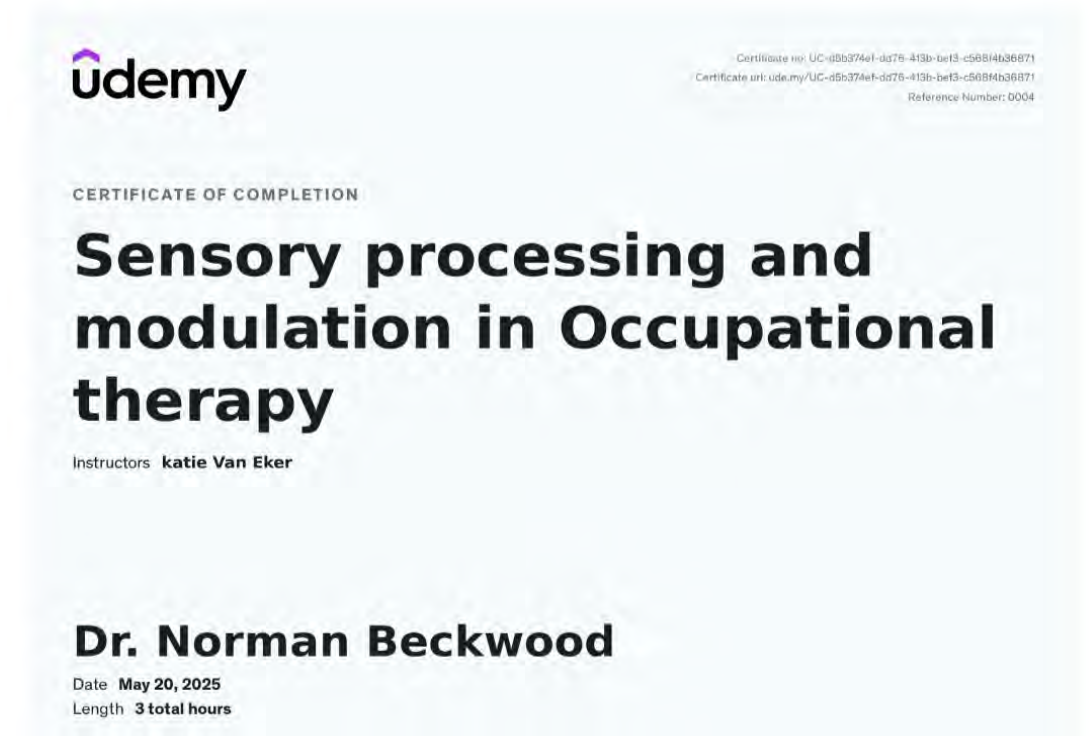 udemy
Certificate no: UC-d5b374ef-dd76-413b-bef3-c568f4b36871
Certificate url: ude.my/UC-d5b374ef-dd76-413b-bef3-c568f4b36871
Reference Number: 0004
CERTIFICATE OF COMPLETION
Sensory processing and
modulation in Occupational
therapy
Instructors katie Van Eker
Dr. Norman Beckwood
Date May 20, 2025
Length 3 total hours